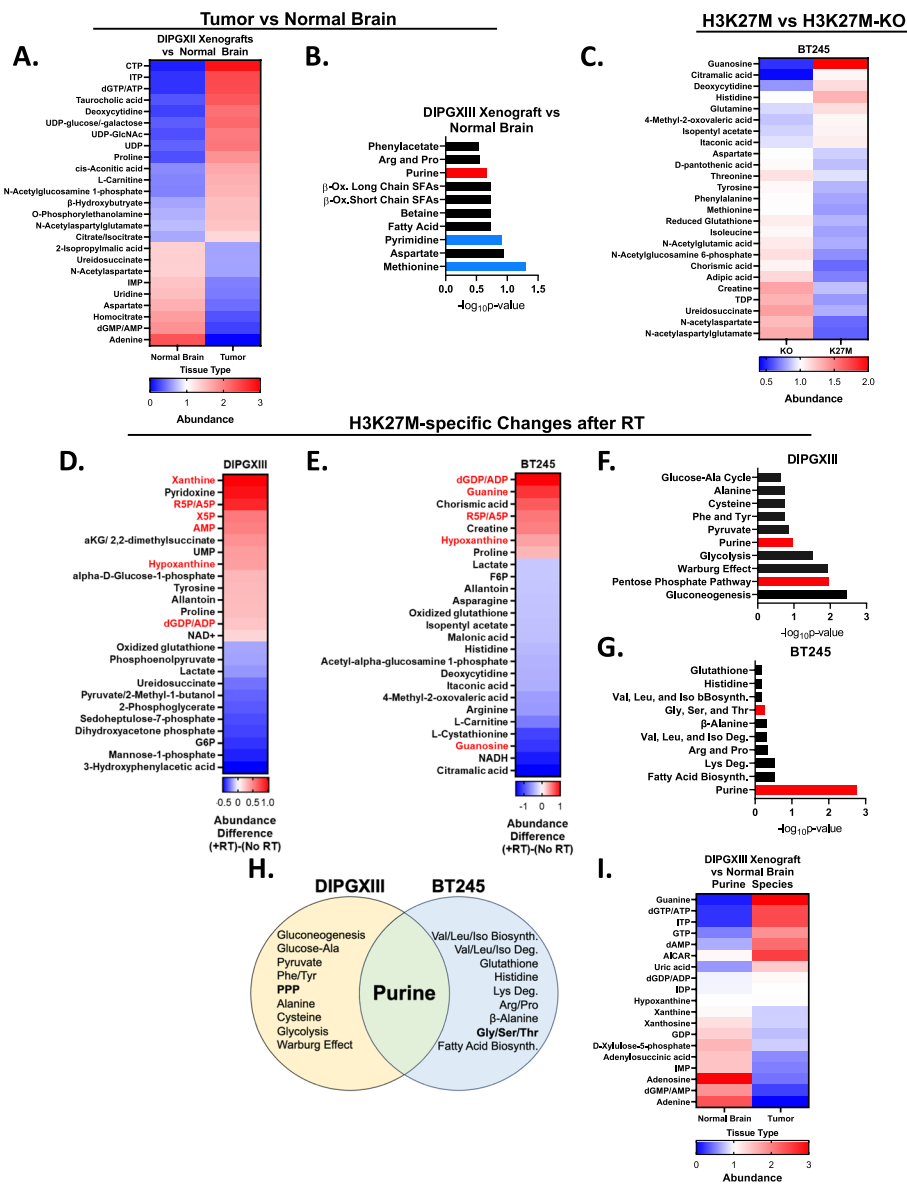 Tumor vs Normal Brain
H3K27M vs H3K27M-KO
A.
DIPGXII Xenografts
vs Normal Brain
CTP
ITP
dGTP/ATP
Taurocholic acid
Deoxycytidine
UDP-glucose/-galactose
UDP-GlcNAc
UDP
Proline
cis-Aconitic acid
L-Carnitine
N-Acetylglucosamine 1-phosphate
β-Hydroxybutryate
O-Phosphorylethanolamine
N-Acetylaspartylglutamate
Citrate/Isocitrate
2-Isopropylmalic acid
Ureidosuccinate
N-Acetylaspartate
IMP
Uridine
Aspartate
Homocitrate
dGMP/AMP
Adenine
Normal Brain Tumor
Tissue Type
0 1 2 3
Abundance
B.
DIPGXIII Xenograft vs
Normal Brain
Phenylacetate
Arg and Pro
Purine
β-Ox. Long Chain SFAs
β-Ox.Short Chain SFAs
Betaine
Fatty Acid
Pyrimidine
Aspartate
Methionine
0.0 0.5 1.0 1.5
-log10p-value
C.
BT245
Guanosine
Citramalic acid
Deoxycytidine
Histidine
Glutamine
4-Methyl-2-oxovaleric acid
Isopentyl acetate
Itaconic acid
Aspartate
D-pantothenic acid
Threonine
Tyrosine
Phenylalanine
Methionine
Reduced Glutathione
Isoleucine
N-Acetylglutamic acid
N-Acetylglucosamine 6-phosphate
Chorismic acid
Adipic acid
Creatine
TDP
Ureidosuccinate
N-acetylaspartate
N-acetylaspartylglutamate
KO K27M
0.5 1.0 1.5 2.0
Abundance
H3K27M-specific Changes after RT
D.
DIPGXIII
Xanthine
Pyridoxine
R5P/A5P
X5P
AMP
aKG/ 2,2-dimethylsuccinate
UMP
Hypoxanthine
alpha-D-Glucose-1-phosphate
Tyrosine
Allantoin
Proline
dGDP/ADP
NAD+
Oxidized glutathione
Phosphoenolpyruvate
Lactate
Ureidosuccinate
Pyruvate/2-Methyl-1-butanol
2-Phosphoglycerate
Sedoheptulose-7-phosphate
Dihydroxyacetone phosphate
G6P
Mannose-1-phosphate
3-Hydroxyphenylacetic acid
-0.5 0 0.5 1.0
Abundance
Difference
(+RT)-(No RT)
E.
BT245
dGDP/ADP
Guanine
Chorismic acid
R5P/A5P
Creatine
Hypoxanthine
Proline
Lactate
F6P
Allantoin
Asparagine
Oxidized glutathione
Isopentyl acetate
Malonic acid
Histidine
Acetyl-alpha-glucosamine 1-phosphate
Deoxycytidine
Itaconic acid
4-Methyl-2-oxovaleric acid
Arginine
L-Carnitine
L-Cystathionine
Guanosine
NADH
Citramalic acid
-1 0 1
Abundance
Difference
(+RT)-(No RT)
F.
DIPGXIII
Glucose-Ala Cycle
Alanine
Cysteine
Phe and Tyr
Pyruvate
Purine
Glycolysis
Warburg Effect
Pentose Phosphate Pathway
Gluconeogenesis
0 1 2 3
-log10p-value
G.
BT245
Glutathione
Histidine
Val, Leu, and Iso bBiosynth.
Gly, Ser, and Thr
β-Alanine
Val, Leu, and Iso Deg.
Arg and Pro
Lys Deg.
Fatty Acid Biosynth.
Purine
0 1 2 3
-log10p-value
H.
DIPGXIII
BT245
Gluconeogenesis
Glucose-Ala
Pyruvate
Phe/Tyr
PPP
Alanine
Cysteine
Glycolysis
Warburg Effect
Purine
Val/Leu/Iso Biosynth.
Val/Leu/Iso Deg.
Glutathione
Histidine
Lys Deg.
Arg/Pro
β-Alanine
Gly/Ser/Thr
Fatty Acid Biosynth.
I.
DIPGXIII Xenograft
vs Normal Brain
Purine Species
Guanine
dGTP/ATP
ITP
GTP
dAMP
AICAR
Uric acid
dGDP/ADP
IDP
Hypoxanthine
Xanthine
Xanthosine
GDP
D-Xylulose-5-phosphate
Adenylosuccinic acid
IMP
Adenosine
dGMP/AMP
Adenine
Normal Brain Tumor
Tissue Type
0 1 2 3
Abundance